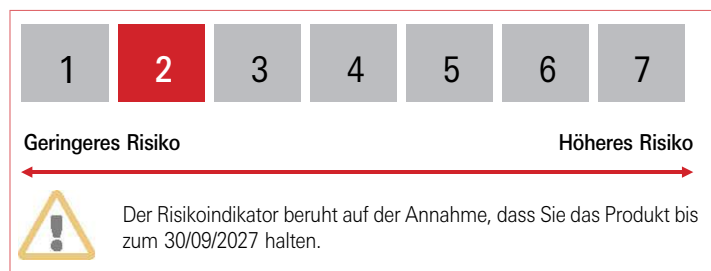 1 2 3 4 5 6 7
Geringeres Risiko Höheres Risiko
Der Risikoindikator beruht auf der Annahme, dass Sie das Produkt bis
zum 30/09/2027 halten.